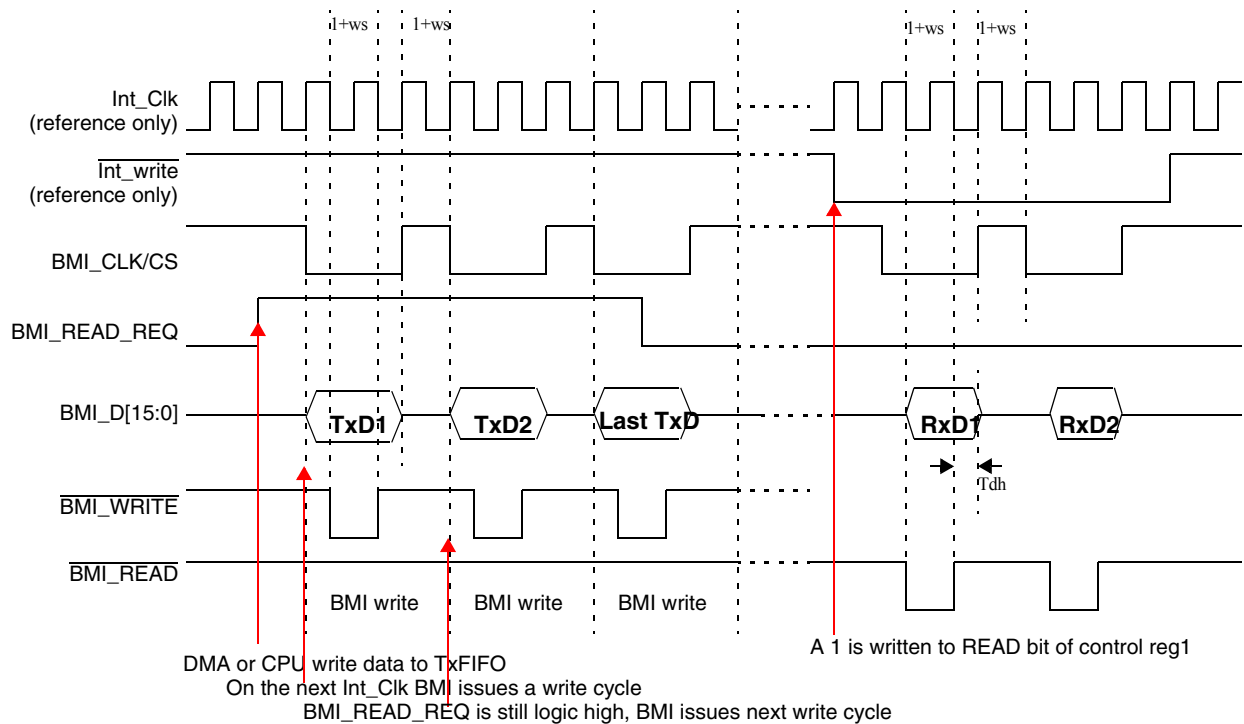 1+ws 1+ws 1+ws 1+ws
Int_Clk
(reference only)
Int_write
(reference only)
BMI_CLK/CS
BMI_READ_REQ
BMI_D[15:0] TxD1 TxD2 Last TxD RxD1 RxD2
Tdh
BMI_WRITE
BMI_READ
BMI write BMI write BMI write
A 1 is written to READ bit of control reg1
DMA or CPU write data to TxFIFO
On the next Int_Clk BMI issues a write cycle
BMI_READ_REQ is still logic high, BMI issues next write cycle